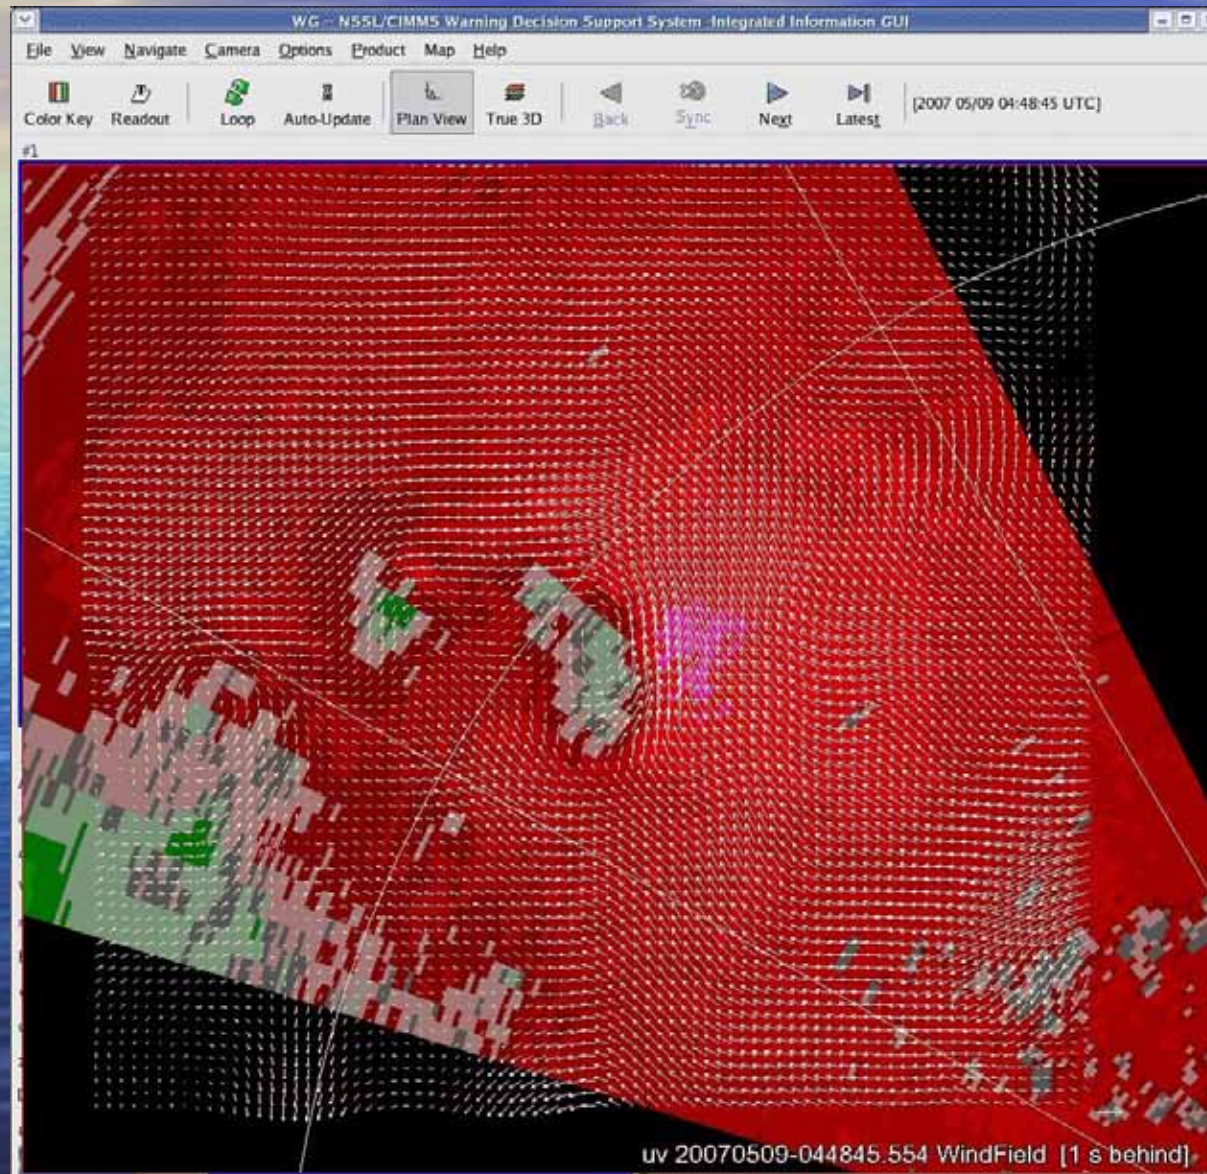 WG - NSSL/CIMMS Warning Decision Support System -Integrated Information GUI
File View Navigate Camera Options Product Map Help
Color Key Readout Loop Auto-Update Plan View True 3D Back Sync Next Latest [2007 05/09 04:48:45 UTC]
#1
uv 20070509-044845.554 WindField [1 s behind]